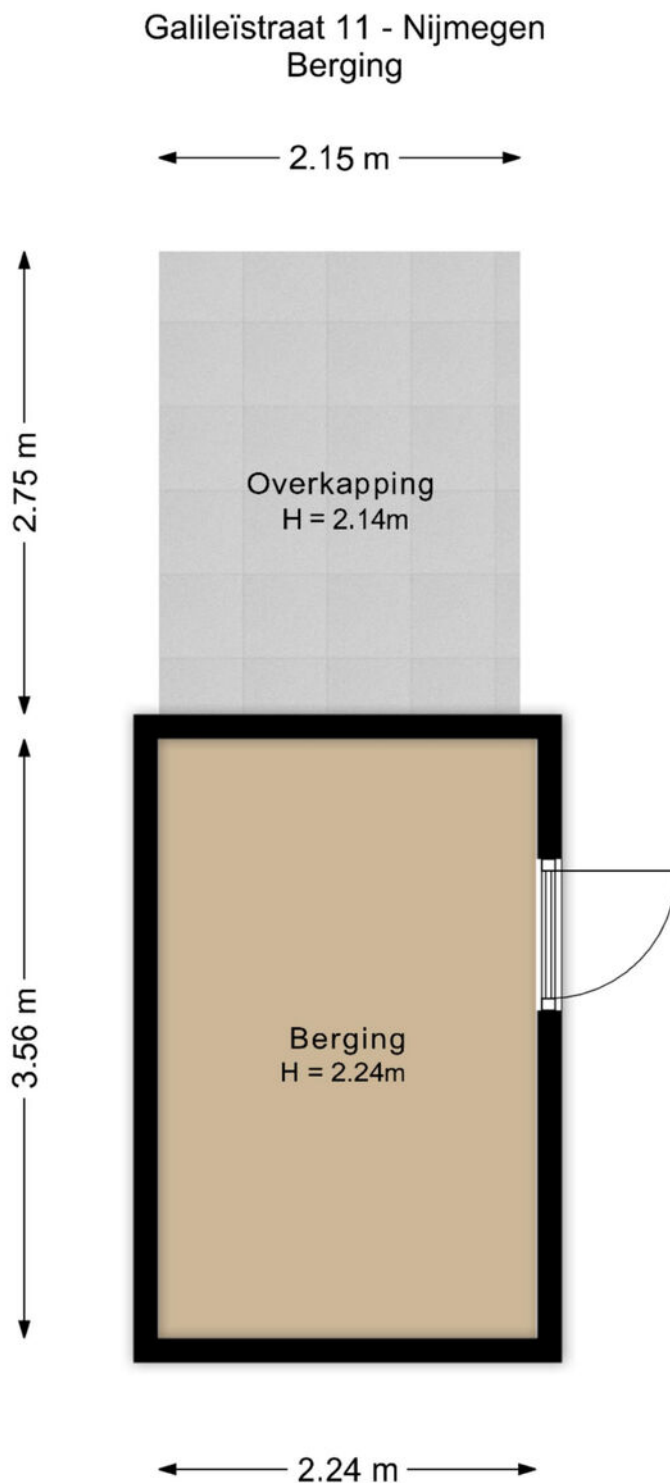 Galileïstraat 11 - Nijmegen
Berging
2.15 m
2.75 m
Overkapping
H = 2.14m
3.56 m
Berging
H = 2.24m
2.24 m